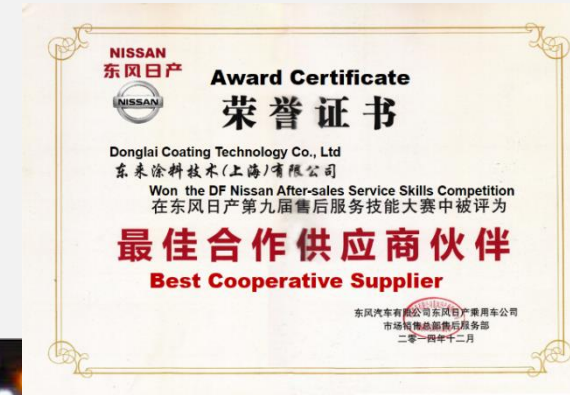 NISSAN
东风日产
NISSAN
Award Certificate
荣誉证书
Donglai Coating Technology Co., Ltd
东来涂料技术(上海)有限公司
Won the DF Nissan After-sales Service Skills Competition
在东风日产第九届售后服务技能大赛中被评为
最佳合作供应商伙伴
Best Cooperative Supplier
东风汽车有限公司东风日产乘用车公司
市场销售总部售后服务部
二零一四年十二月